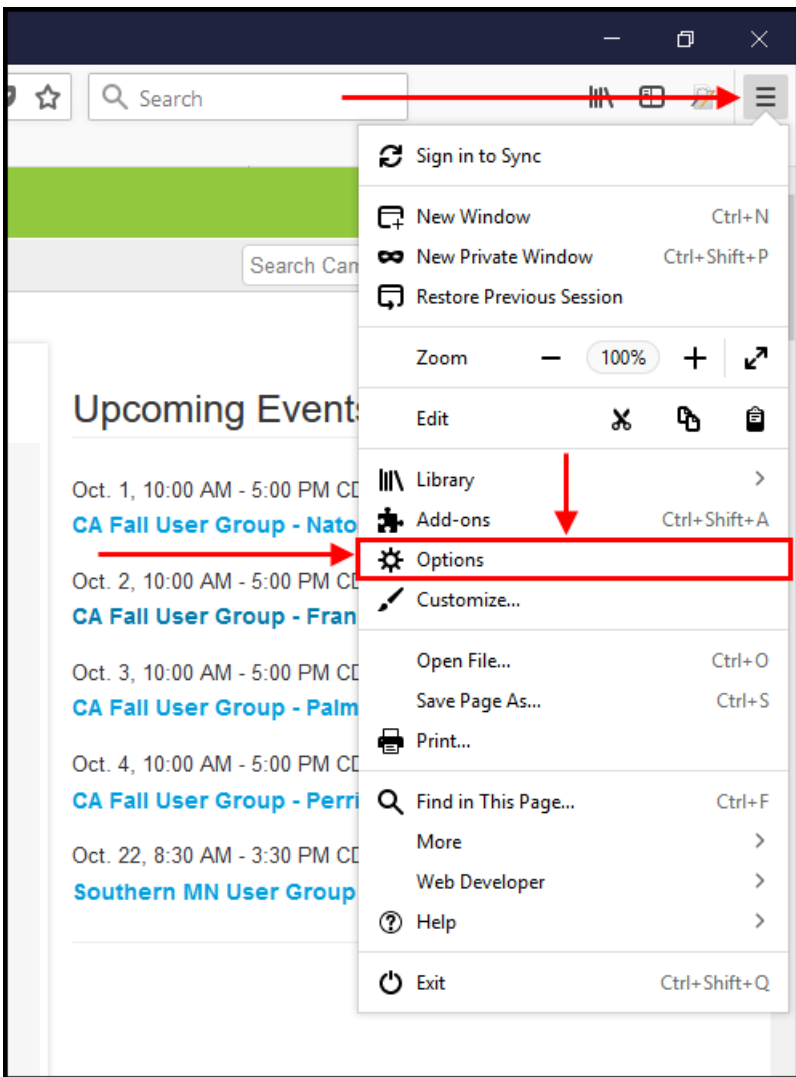 Search
Sign in to Sync
New Window Ctrl+N
Search Cam
New Private Window Ctrl+Shift+P
Restore Previous Session
Zoom 100%
Upcoming Events
Edit
Oct. 1, 10:00 AM - 5:00 PM CD
Library
CA Fall User Group - Nato
Add-ons Ctrl+Shift+A
Options
Oct. 2, 10:00 AM - 5:00 PM CD
Customize...
CA Fall User Group - Fran
Oct. 3, 10:00 AM - 5:00 PM CD
Open File... Ctrl+O
CA Fall User Group - Palm
Save Page As... Ctrl+S
Print...
Oct. 4, 10:00 AM - 5:00 PM CD
CA Fall User Group - Perri
Find in This Page... Ctrl+F
More
Oct. 22, 8:30 AM - 3:30 PM CD
Web Developer
Southern MN User Group
Help
Exit Ctrl+Shift+Q